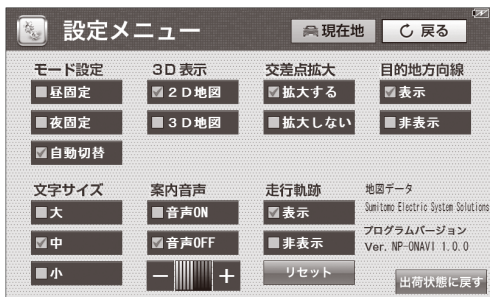 設定メニュー
現在地
戻る
モード設定
昼固定
夜固定
自動切替
3D表示
2D地図
3D地図
交差点拡大
拡大する
拡大しない
目的地方向線
表示
非表示
文字サイズ
大
中
小
案内音声
音声ON
音声OFF
− +
走行軌跡
表示
非表示
リセット
地図データ
Sumitomo Electric System Solutions
プログラムバージョン
Ver. NP-ONAVI 1.0.0
出荷状態に戻す